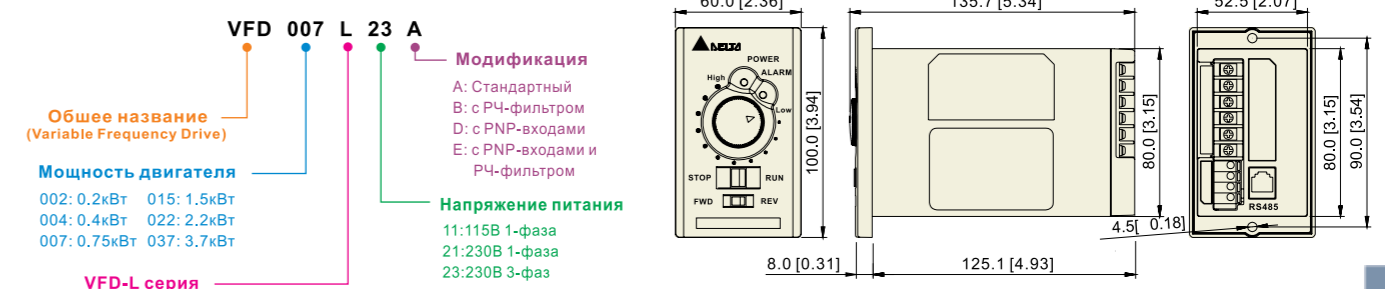 VFD 007 L 23 A
Обшее название
(Variable Frequency Drive)
Мощность двигателя
002: 0.2кВт 015: 1.5кВт
004: 0.4кВт 022: 2.2кВт
007: 0.75кВт 037: 3.7кВт
VFD-L серия
Модификация
A: Стандартный
B: с РЧ-фильтром
D: с PNP-входами
E: с PNP-входами и
РЧ-фильтром
Напряжение питания
11:115В 1-фаза
21:230В 1-фаза
23:230В 3-фаз
60.0 [2.36]
DELTA
POWER
ALARM
High
Low
STOP
RUN
FWD
REV
100.0 [3.94]
135.7 [5.34]
80.0 [3.15]
8.0 [0.31]
125.1 [4.93]
52.5 [2.07]
RS485
4.5[ 0.18]
80.0 [3.15]
90.0 [3.54]